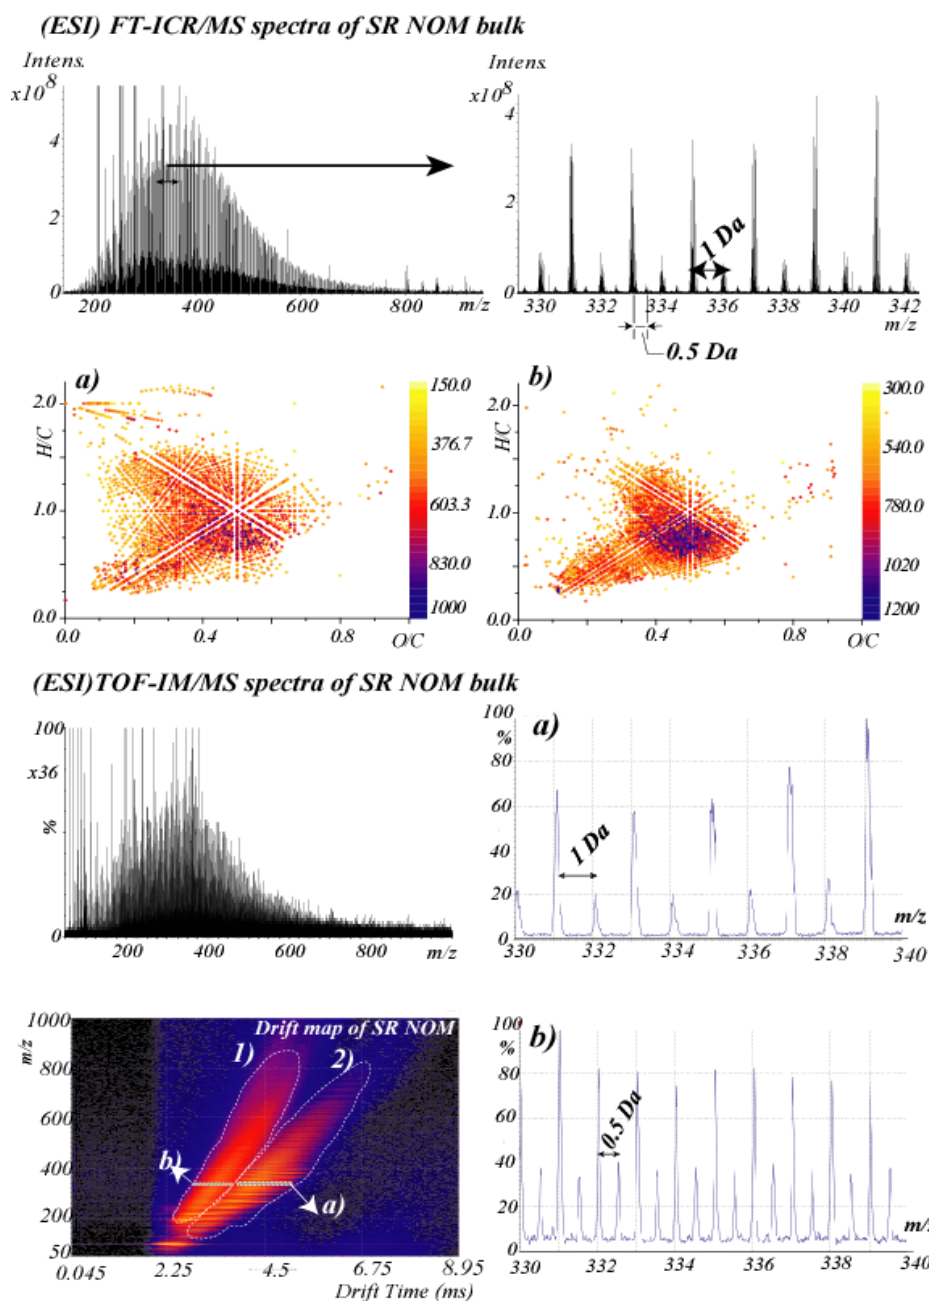 (ESI) FT-ICR/MS spectra of SR NOM bulk
Intens.
x10^8
4
2
0
200 400 600 800 m/z
Intens.
x10^8
4
2
0
1 Da
330 332 334 336 338 340 342
m/z
0.5 Da
a)
2.0
H/C
1.0
0.0
0.0 0.4 0.8 O/C
150.0
376.7
603.3
830.0
1000
b)
2.0
H/C
1.0
0.0
0.0 0.4 0.8 O/C
300.0
540.0
780.0
1020
1200
(ESI)TOF-IM/MS spectra of SR NOM bulk
100
x36
%
0
200 400 600 800 m/z
100
%
80
60
40
20
0
a)
1 Da
m/z
330 332 334 336 338 340
1000
m/z
800
600
400
200
50
Drift map of SR NOM
1) 2)
b)
a)
0.045 2.25 4.5 6.75 8.95
Drift Time (ms)
100
%
80
60
40
20
0
b)
0.5 Da
m/z
330 332 334 336 338 340